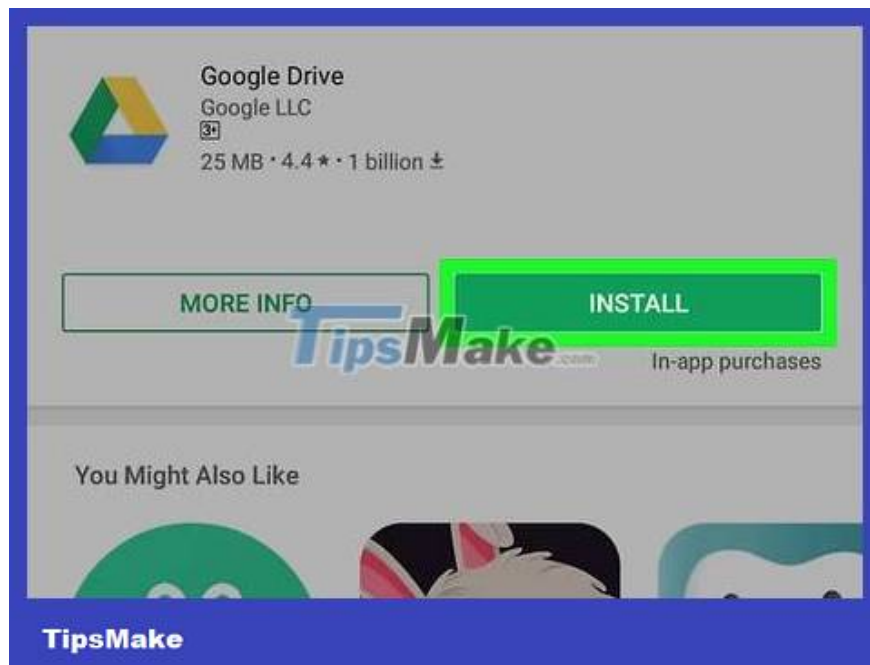 Google Drive
Google LLC
3+
25 MB · 4.4 ★ · 1 billion
MORE INFO
INSTALL
TipsMake.com
In-app purchases
You Might Also Like
TipsMake